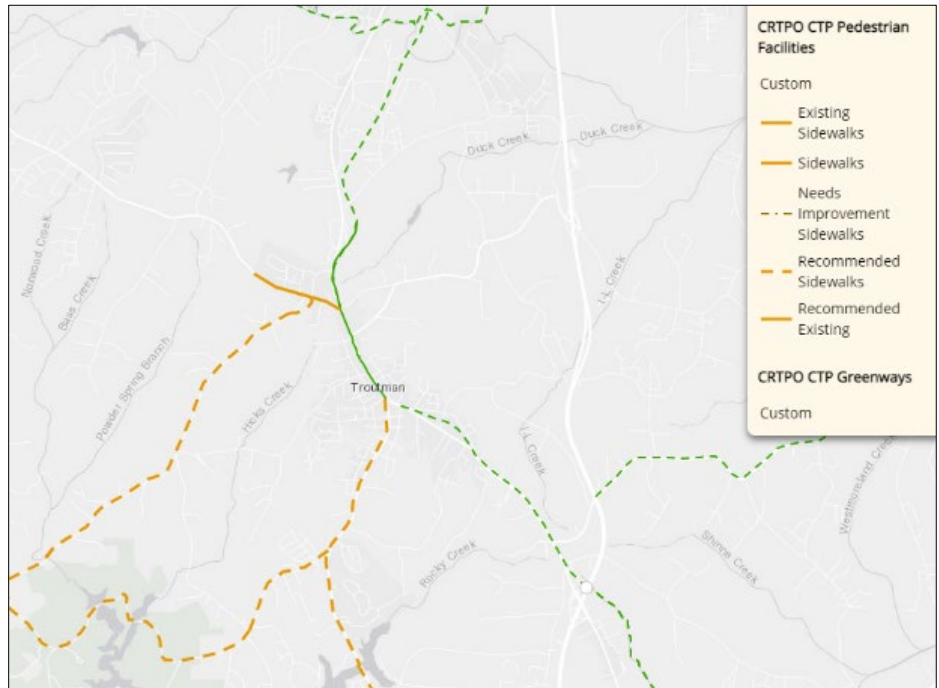 CRTPO CTP Pedestrian
Facilities
Custom
Existing
Sidewalks
Sidewalks
Needs
Improvement
Sidewalks
Recommended
Sidewalks
Recommended
Existing
CRTPO CTP Greenways
Custom
Duck Creek
Duck Creek
Norwood Creek
Bass Creek
Powder Spring Branch
Hicks Creek
I-L Creek
Troutman
I-L Creek
Rocky Creek
Shinns Creek
Westmoreland Creek